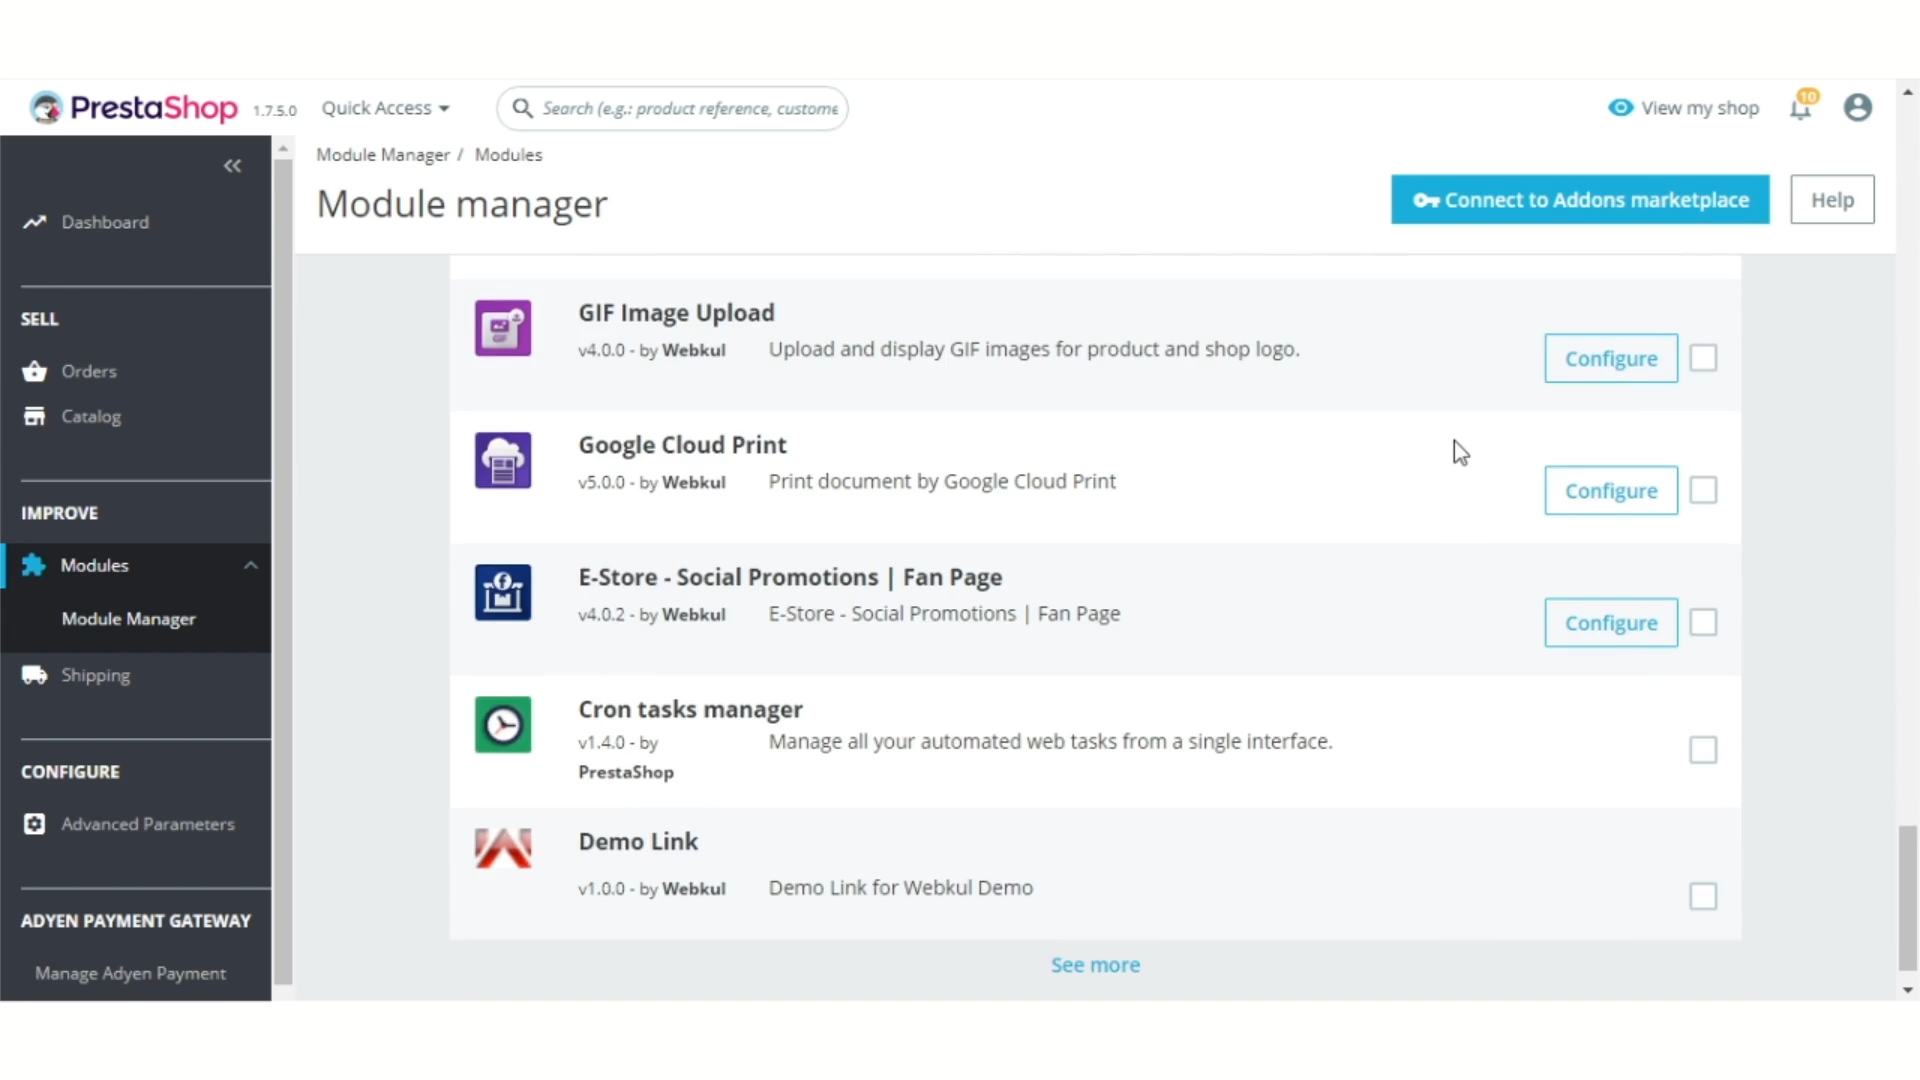 PrestaShop 1.7.5.0 Quick Access Search (e.g.: product reference, custome View my shop 10
Module Manager / Modules
Module manager
Connect to Addons marketplace Help
Dashboard
SELL
Orders
Catalog
IMPROVE
Modules
Module Manager
Shipping
CONFIGURE
Advanced Parameters
ADYEN PAYMENT GATEWAY
Manage Adyen Payment
GIF Image Upload
v4.0.0 - by Webkul Upload and display GIF images for product and shop logo.
Configure
Google Cloud Print
v5.0.0 - by Webkul Print document by Google Cloud Print
Configure
E-Store - Social Promotions | Fan Page
v4.0.2 - by Webkul E-Store - Social Promotions | Fan Page
Configure
Cron tasks manager
v1.4.0 - by Manage all your automated web tasks from a single interface.
PrestaShop
Demo Link
v1.0.0 - by Webkul Demo Link for Webkul Demo
See more